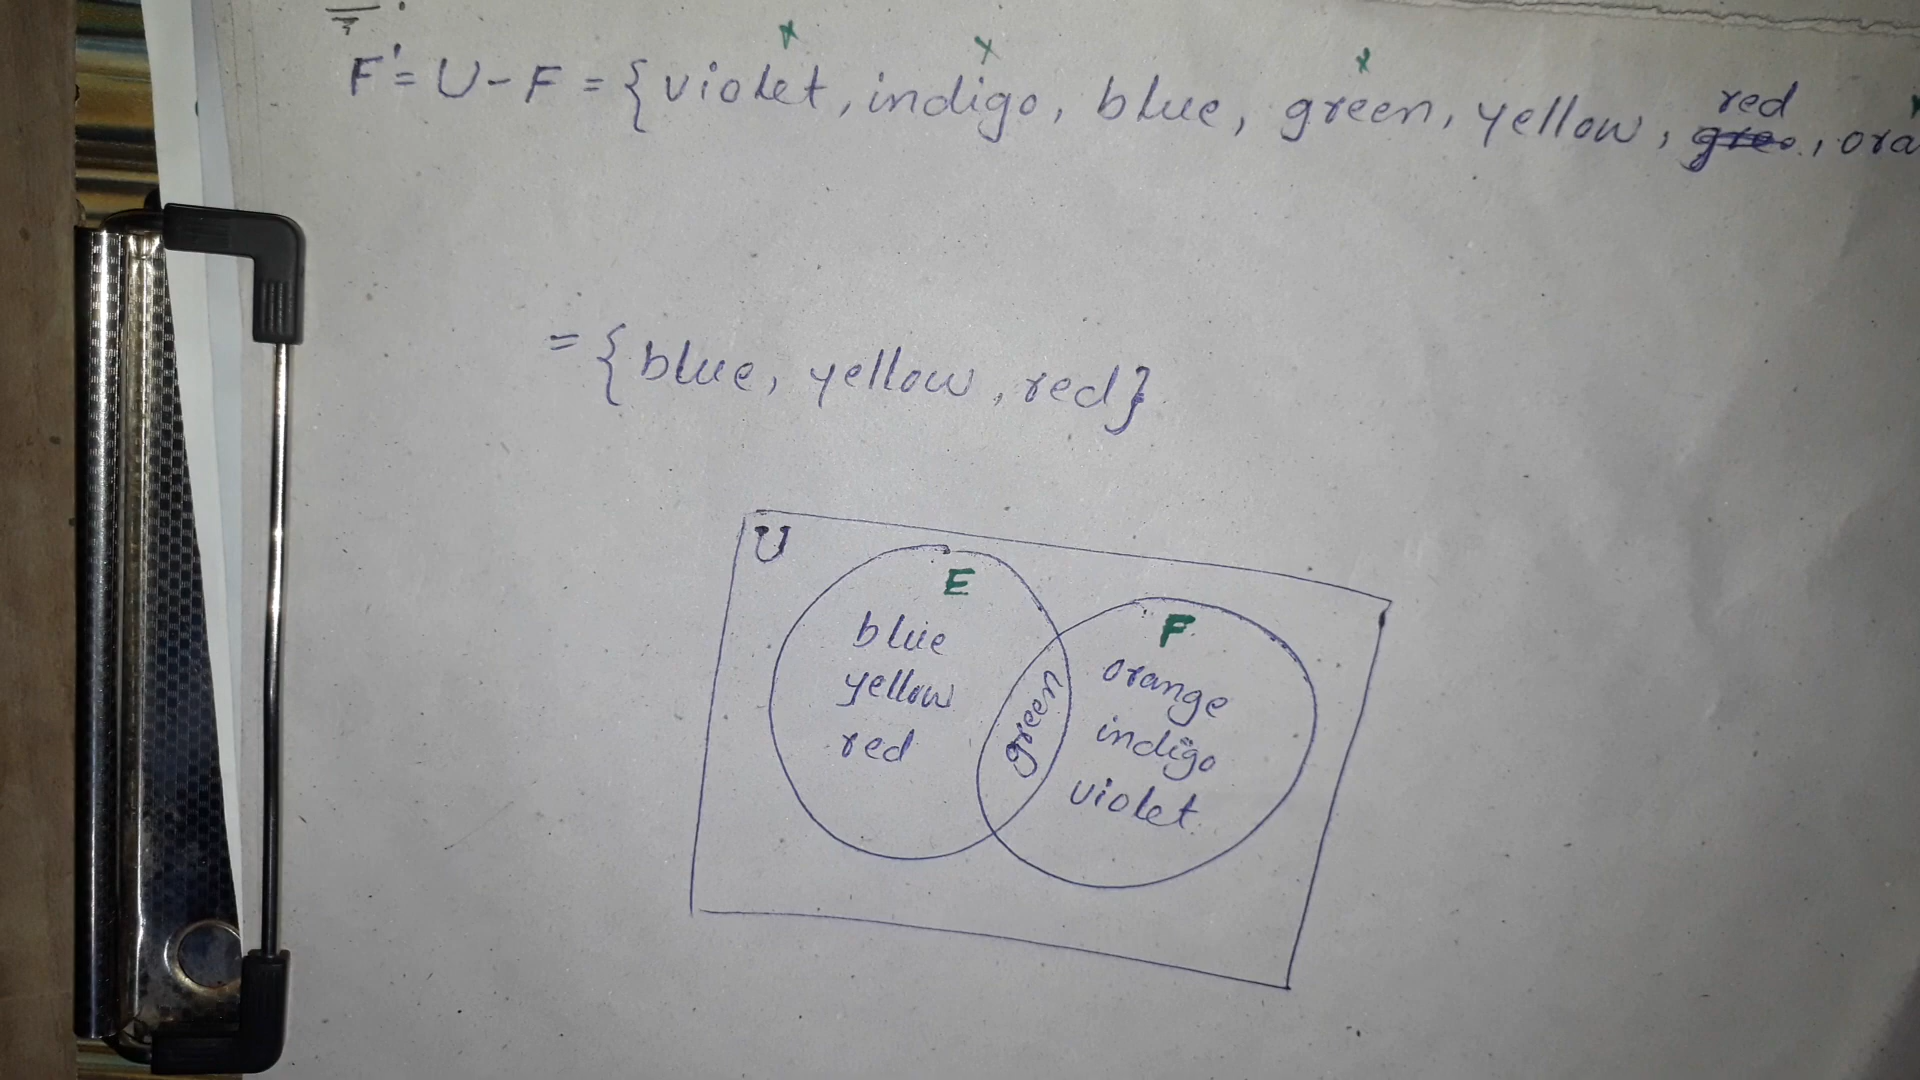 F' = U - F = {violet, indigo, blue, green, yellow, red, ora
= {blue, yellow, red}
U
E
F
blue
yellow
red
green
orange
indigo
violet